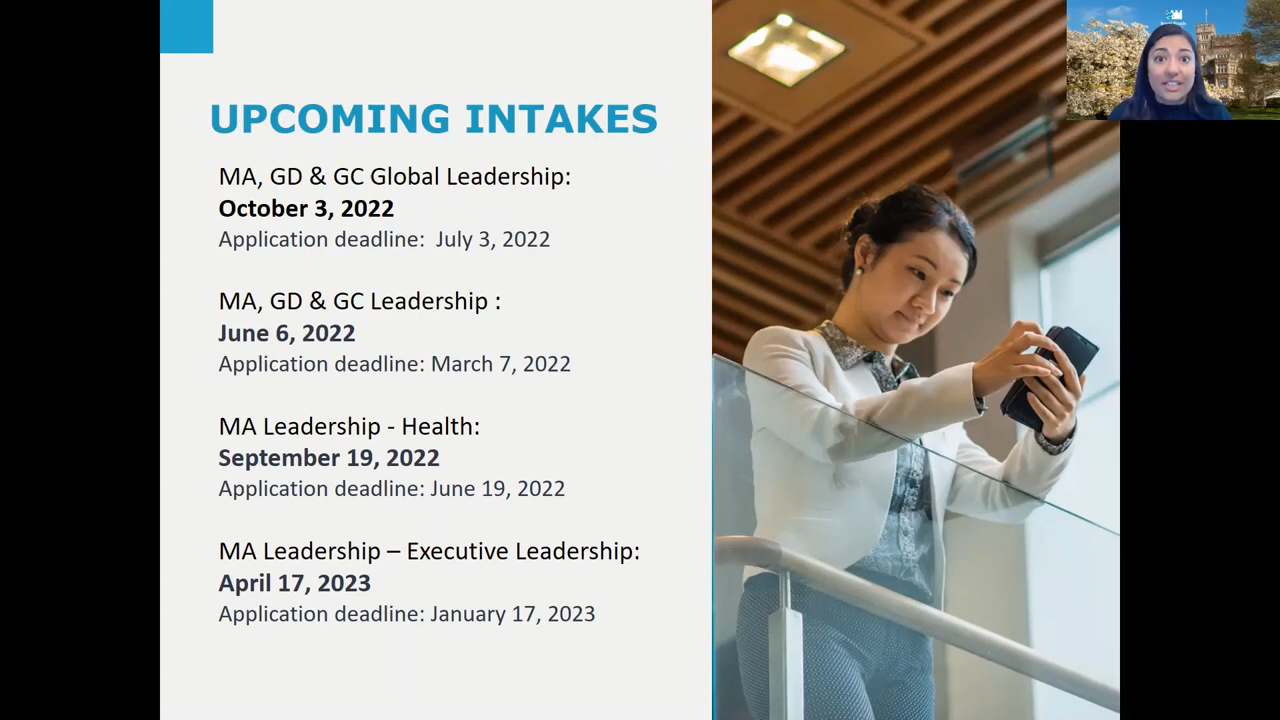 UPCOMING INTAKES
MA, GD & GC Global Leadership:
October 3, 2022
Application deadline:  July 3, 2022
MA, GD & GC Leadership :
June 6, 2022
Application deadline: March 7, 2022
MA Leadership - Health:
September 19, 2022
Application deadline: June 19, 2022
MA Leadership – Executive Leadership:
April 17, 2023
Application deadline: January 17, 2023